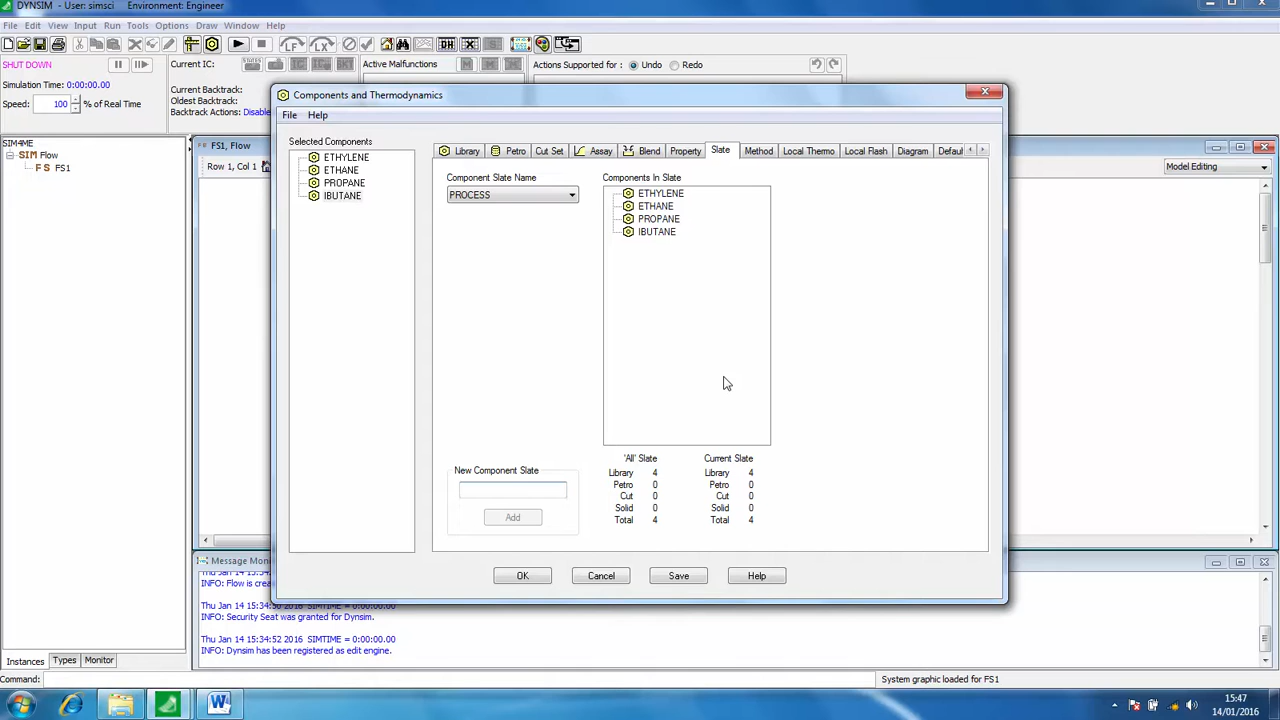 DYNSIM - User: simsci Environment: Engineer
File Edit View Input Run Tools Options Draw Window Help
SHUT DOWN
Current IC:
Active Malfunctions
Actions Supported for : Undo Redo
Simulation Time: 0:00:00.00
Speed: 100 % of Real Time
Current Backtrack:
Oldest Backtrack:
Backtrack Actions:
Components and Thermodynamics
File Help
SIM4ME
SIM Flow
F S FS1
FS1, Flow
Row 1, Col 1
Model Editing
Selected Components
ETHYLENE
ETHANE
PROPANE
IBUTANE
Library Petro Cut Set Assay Blend Property Slate Method Local Thermo Local Flash Diagram
Component Slate Name
PROCESS
Components In Slate
ETHYLENE
ETHANE
PROPANE
IBUTANE
New Component Slate
Add
'All' Slate Current Slate
Library 4 Library 4
Petro 0 Petro 0
Cut 0 Cut 0
Solid 0 Solid 0
Total 4 Total 4
OK Cancel Save Help
Message
INFO: Flow is
Thu Jan 14 15:34:50 2016 SIMTIME = 0:00:00.00
INFO: Security Seat was granted for Dynsim.
Thu Jan 14 15:34:52 2016 SIMTIME = 0:00:00.00
INFO: Dynsim has been registered as edit engine.
Instances Types Monitor
Command:
System graphic loaded for FS1
15:47
14/01/2016